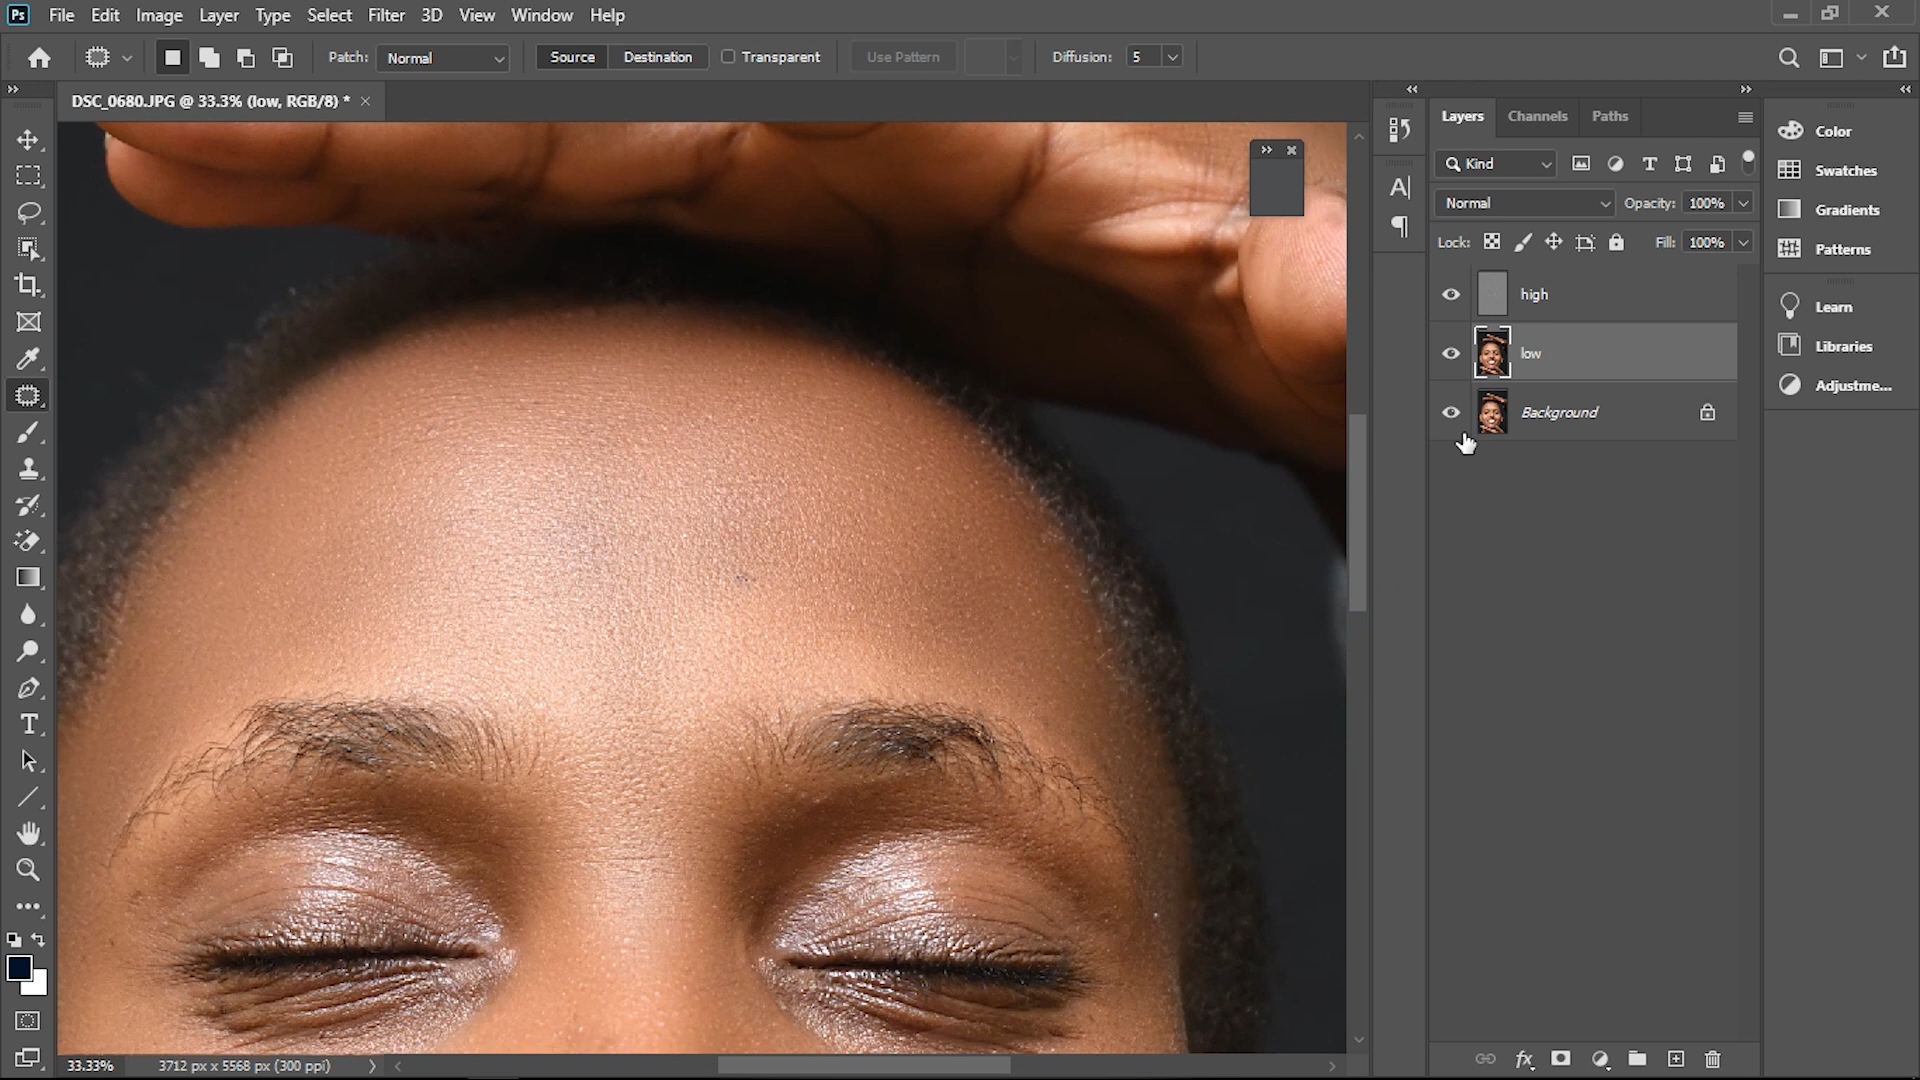 Ps File Edit Image Layer Type Select Filter 3D View Window Help
Patch: Normal Source Destination Transparent Use Pattern Diffusion: 5
DSC_0680.JPG @ 33.3% (low, RGB/8) *
Layers Channels Paths
Kind
Normal Opacity: 100%
Lock: Fill: 100%
high
low
Background
Color
Swatches
Gradients
Patterns
Learn
Libraries
Adjustme...
33.33% 3712 px x 5568 px (300 ppi)